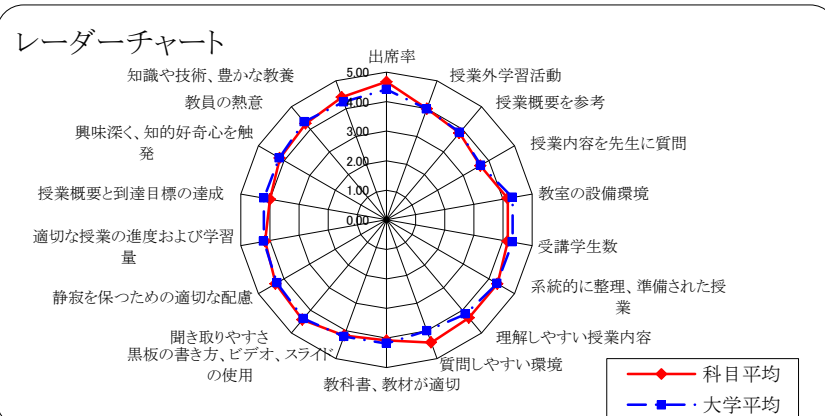 レーダーチャート
出席率
授業外学習活動
授業概要を参考
授業内容を先生に質問
教室の設備環境
受講学生数
系統的に整理、準備された授
業
理解しやすい授業内容
質問しやすい環境
教科書、教材が適切
黒板の書き方、ビデオ、スライド
の使用
聞き取りやすさ
静寂を保つための適切な配慮
適切な授業の進度および学習
量
授業概要と到達目標の達成
興味深く、知的好奇心を触
発
教員の熱意
知識や技術、豊かな教養
5.00
4.00
3.00
2.00
1.00
0.00
科目平均
大学平均